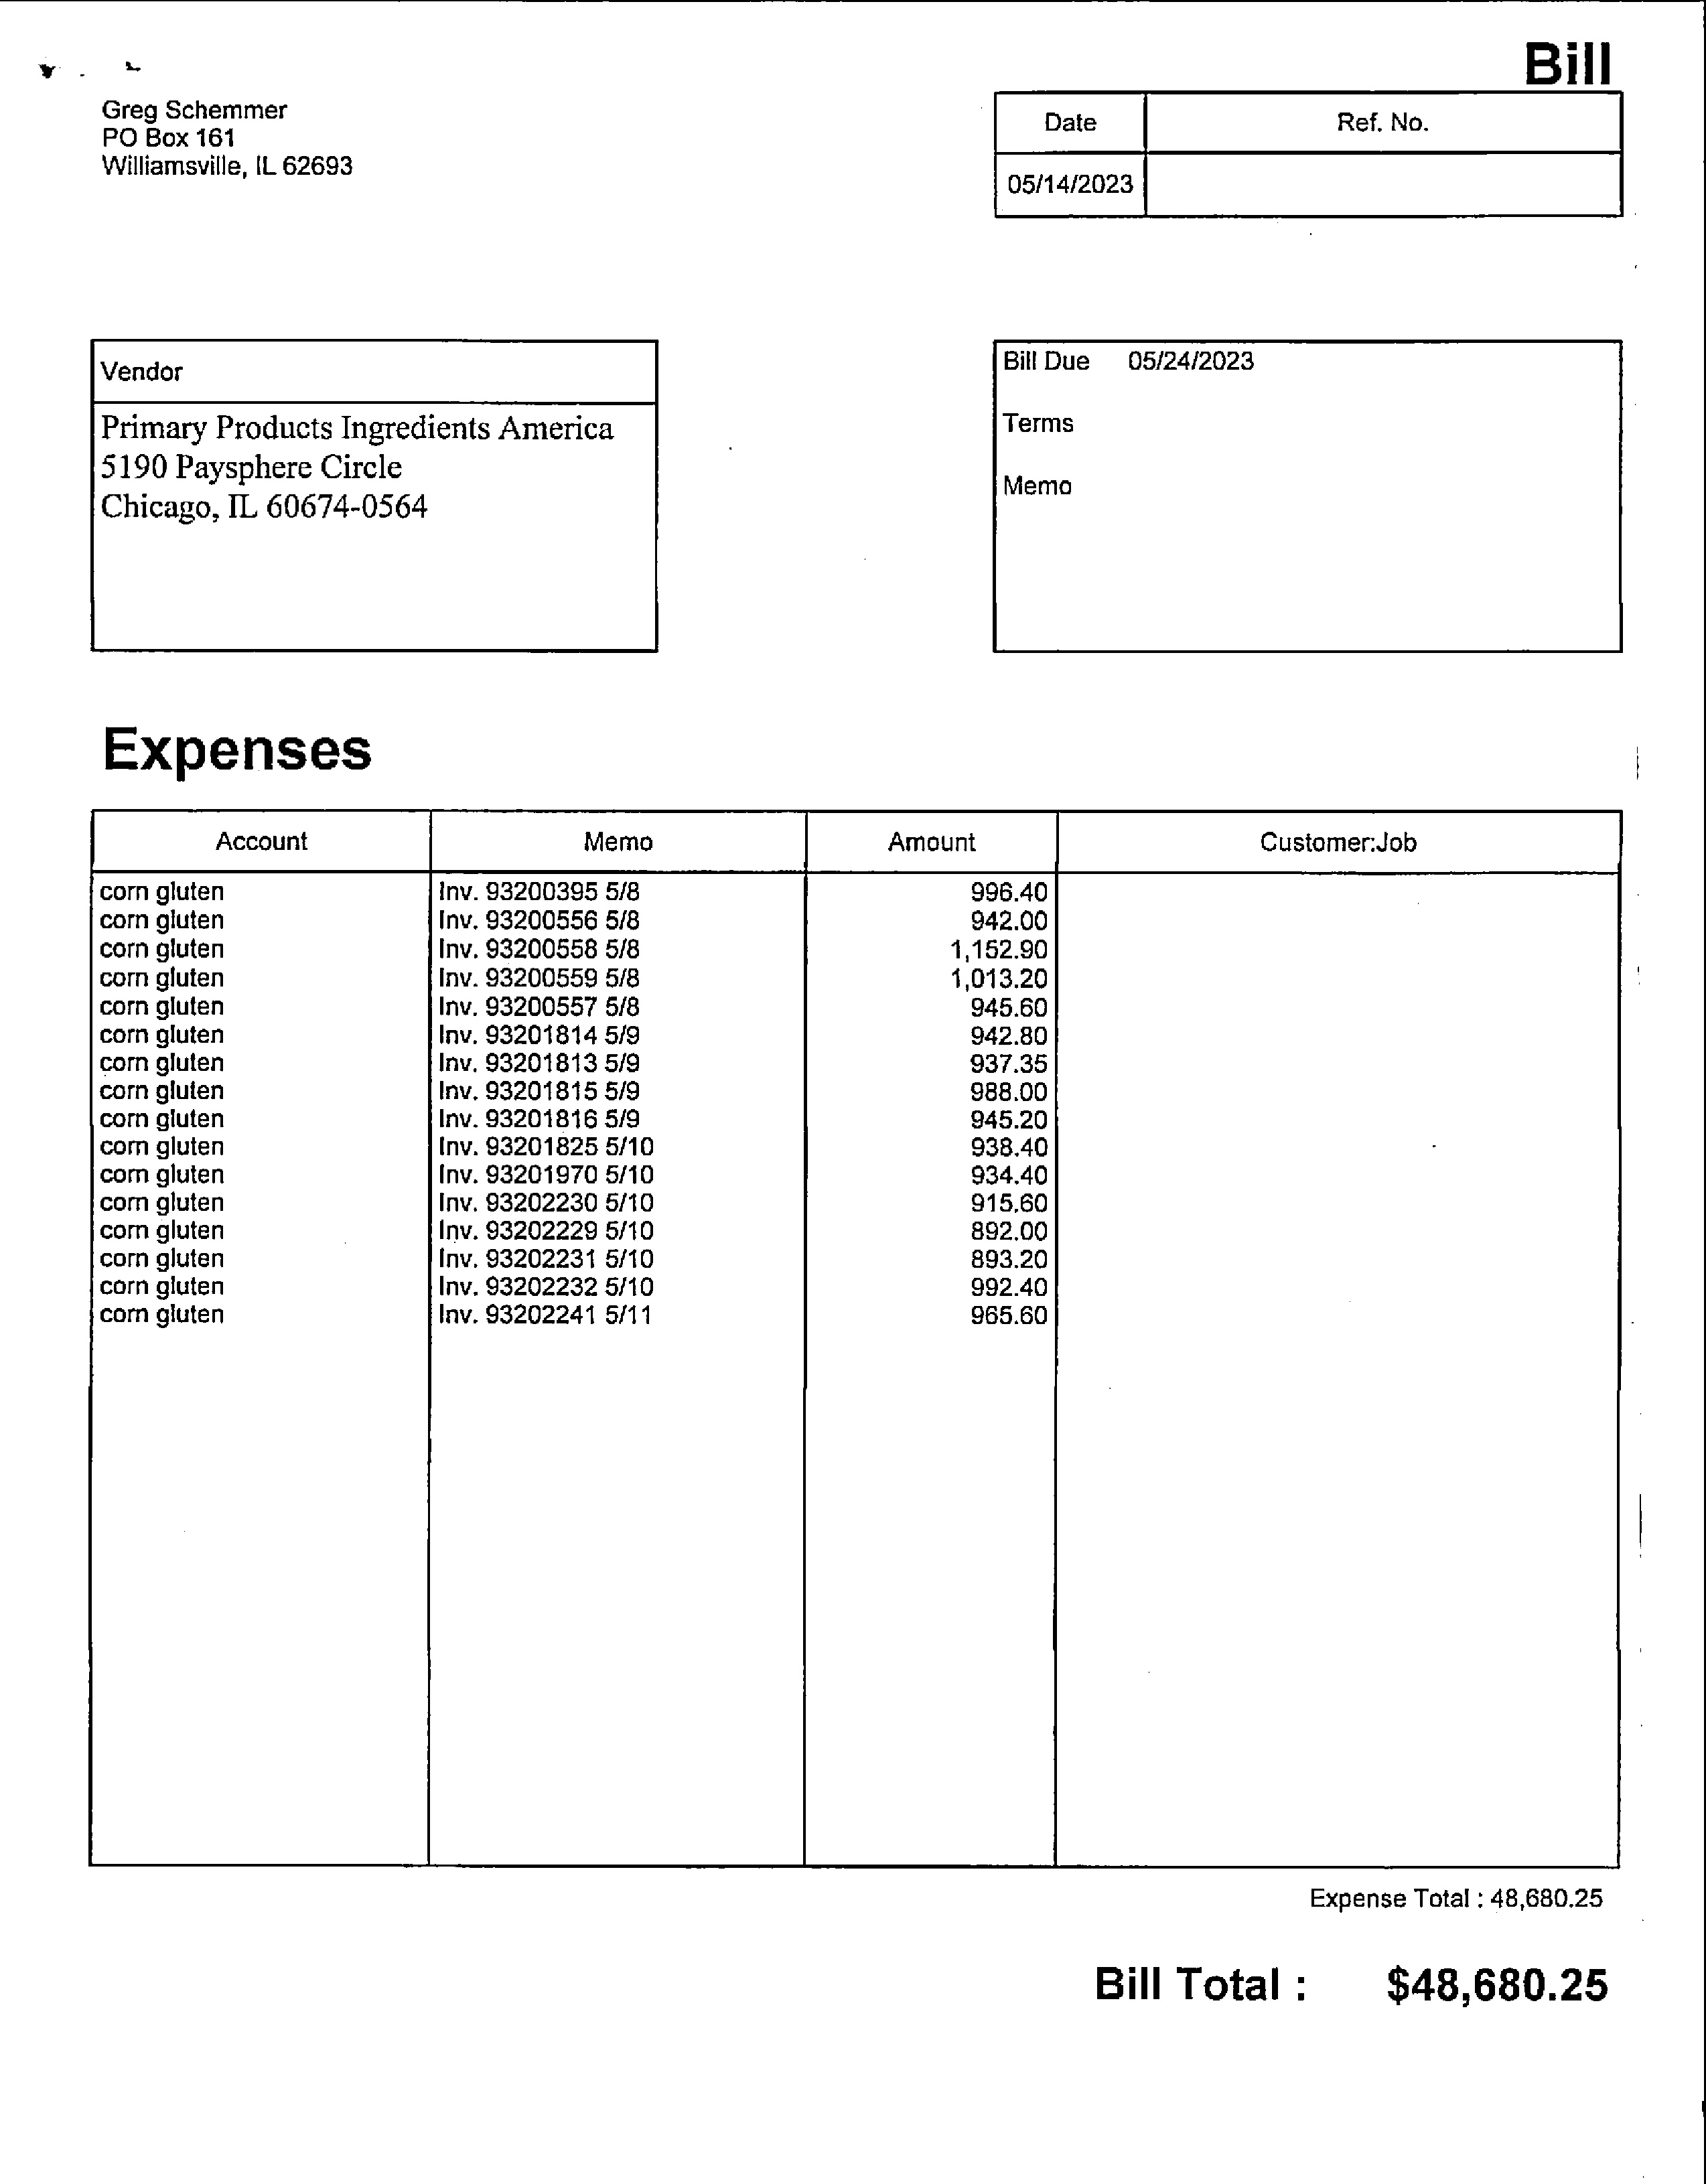 Bill
Greg Schemmer
PO Box 161
Williamsville, IL 62693
Date Ref. No.
05/14/2023
Vendor
Primary Products Ingredients America
5190 Paysphere Circle
Chicago, IL 60674-0564
Bill Due 05/24/2023
Terms
Memo
Expenses
Account Memo Amount Customer:Job
corn gluten Inv. 93200395 5/8 996.40
corn gluten Inv. 93200556 5/8 942.00
corn gluten Inv. 93200558 5/8 1,152.90
corn gluten Inv. 93200559 5/8 1,013.20
corn gluten Inv. 93200557 5/8 945.60
corn gluten Inv. 93201814 5/9 942.80
corn gluten Inv. 93201813 5/9 937.35
corn gluten Inv. 93201815 5/9 988.00
corn gluten Inv. 93201816 5/9 945.20
corn gluten Inv. 93201825 5/10 938.40
corn gluten Inv. 93201970 5/10 934.40
corn gluten Inv. 93202230 5/10 915.60
corn gluten Inv. 93202229 5/10 892.00
corn gluten Inv. 93202231 5/10 893.20
corn gluten Inv. 93202232 5/10 992.40
corn gluten Inv. 93202241 5/11 965.60
Expense Total : 48,680.25
Bill Total : $48,680.25